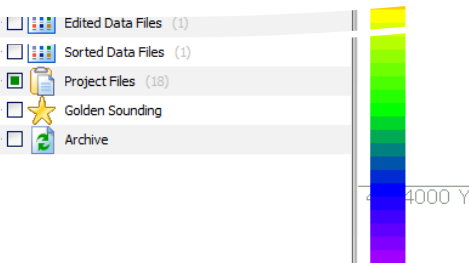 Edited Data Files (1)
Sorted Data Files (1)
Project Files (18)
Golden Sounding
Archive
4000 Y